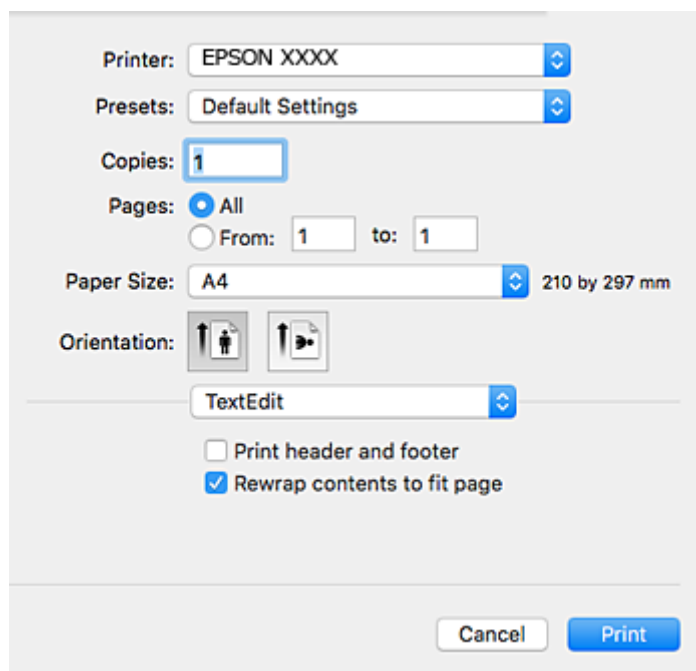 Printer: EPSON XXXX
Presets: Default Settings
Copies: 1
Pages: All
From: 1 to: 1
Paper Size: A4 210 by 297 mm
Orientation:
TextEdit
Print header and footer
Rewrap contents to fit page
Cancel Print